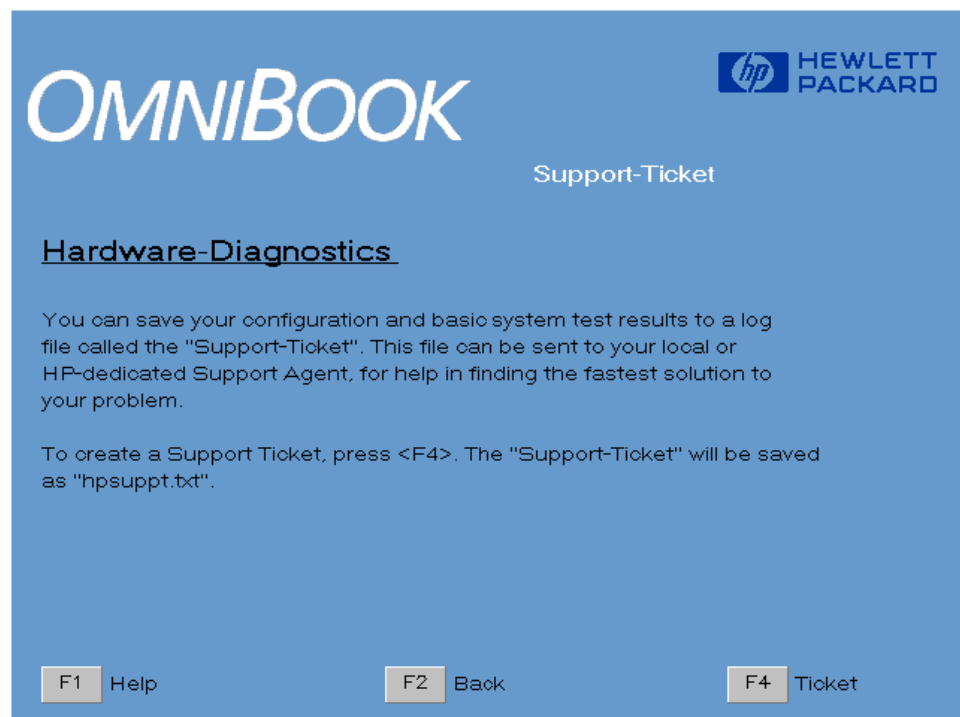 OMNIBOOK
hp HEWLETT
PACKARD
Support-Ticket
Hardware-Diagnostics
You can save your configuration and basic system test results to a log
file called the "Support-Ticket". This file can be sent to your local or
HP-dedicated Support Agent, for help in finding the fastest solution to
your problem.
To create a Support Ticket, press <F4>. The "Support-Ticket" will be saved
as "hpsuppt.txt".
F1 Help F2 Back F4 Ticket